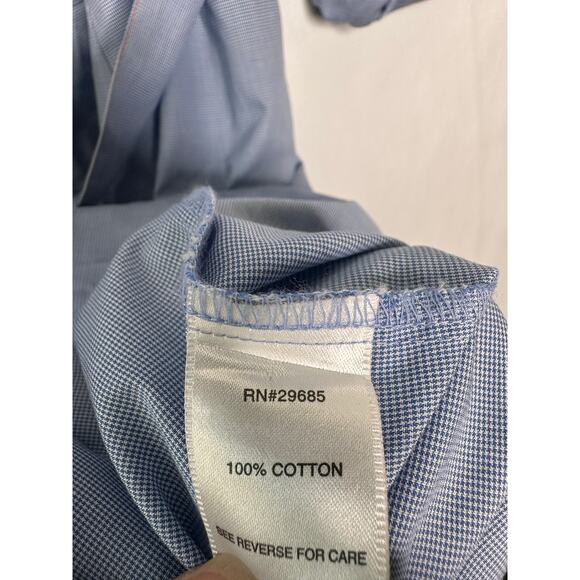 RN#29685
100% COTTON
SEE REVERSE FOR CARE